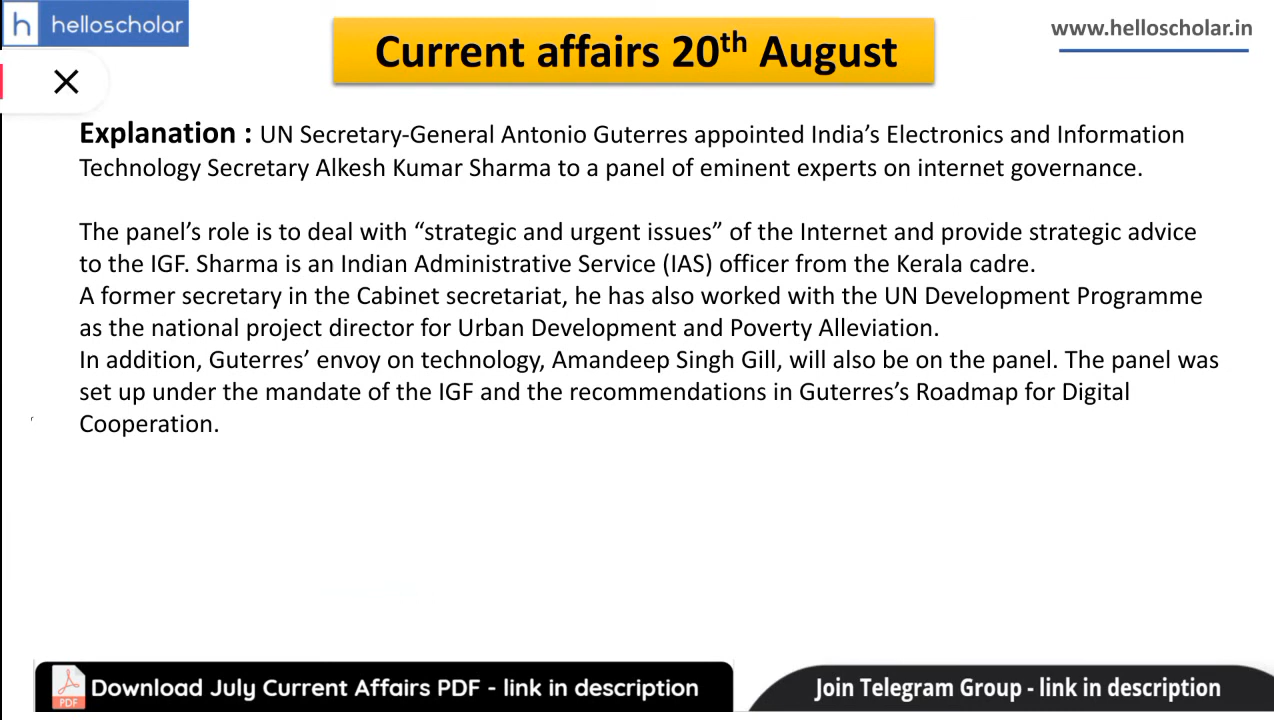 h helloscholar
www.helloscholar.in
Current affairs 20th August
Explanation : UN Secretary-General Antonio Guterres appointed India’s Electronics and Information
Technology Secretary Alkesh Kumar Sharma to a panel of eminent experts on internet governance.
The panel’s role is to deal with “strategic and urgent issues” of the Internet and provide strategic advice
to the IGF. Sharma is an Indian Administrative Service (IAS) officer from the Kerala cadre.
A former secretary in the Cabinet secretariat, he has also worked with the UN Development Programme
as the national project director for Urban Development and Poverty Alleviation.
In addition, Guterres’ envoy on technology, Amandeep Singh Gill, will also be on the panel. The panel was
set up under the mandate of the IGF and the recommendations in Guterres’s Roadmap for Digital
Cooperation.
PDF Download July Current Affairs PDF - link in description
Join Telegram Group - link in description